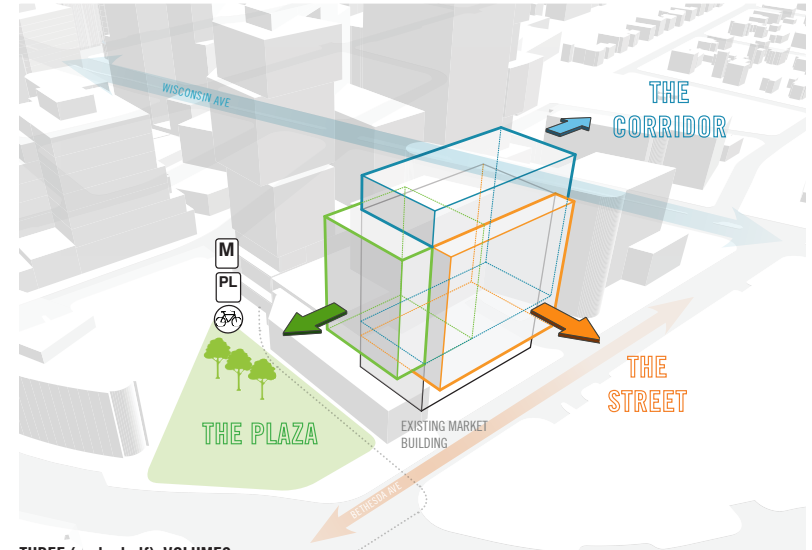 WISCONSIN AVE
THE
CORRIDOR
M
PL
THE
STREET
THE PLAZA
EXISTING MARKET
BUILDING
BETHESDA AVE